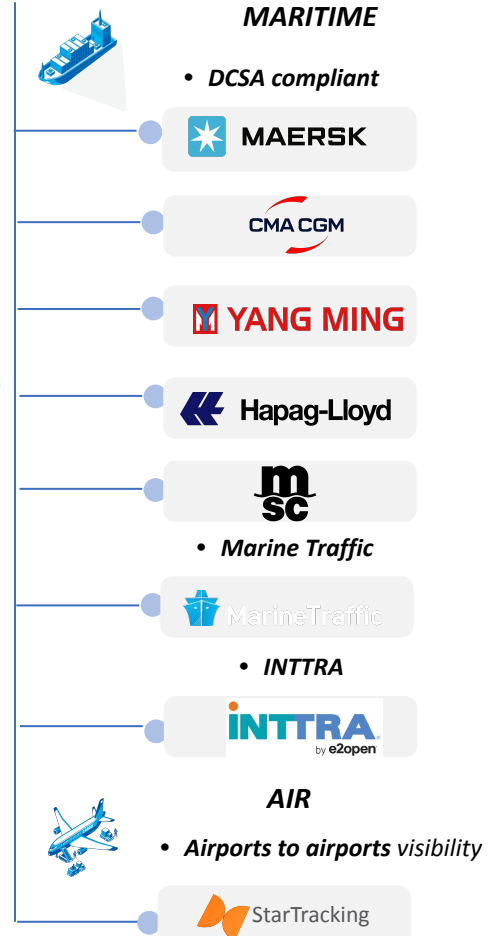 MARITIME
• DCSA compliant
MAERSK
CMA CGM
YM YANG MING
Hapag-Lloyd
msc
• Marine Traffic
MarineTraffic
• INTTRA
INTTRA
by e2open
AIR
• Airports to airports visibility
StarTracking